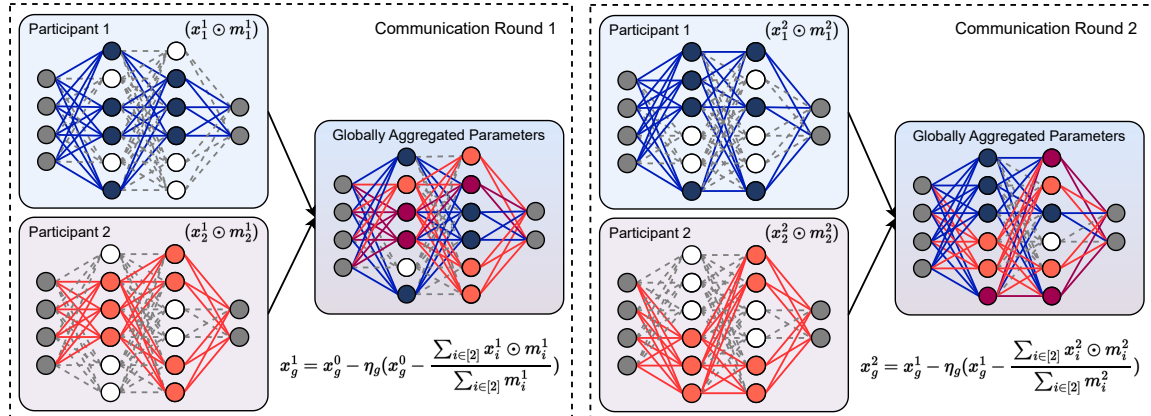 Communication Round 1
Participant 1
(x_1^1 ⊙ m_1^1)
Globally Aggregated Parameters
Participant 2
(x_2^1 ⊙ m_2^1)
x_g^1 = x_g^0 − η_g(x_g^0 − \frac{∑_{i∈[2]} x_i^1 ⊙ m_i^1}{∑_{i∈[2]} m_i^1})
Communication Round 2
Participant 1
(x_1^2 ⊙ m_1^2)
Globally Aggregated Parameters
Participant 2
(x_2^2 ⊙ m_2^2)
x_g^2 = x_g^1 − η_g(x_g^1 − \frac{∑_{i∈[2]} x_i^2 ⊙ m_i^2}{∑_{i∈[2]} m_i^2})